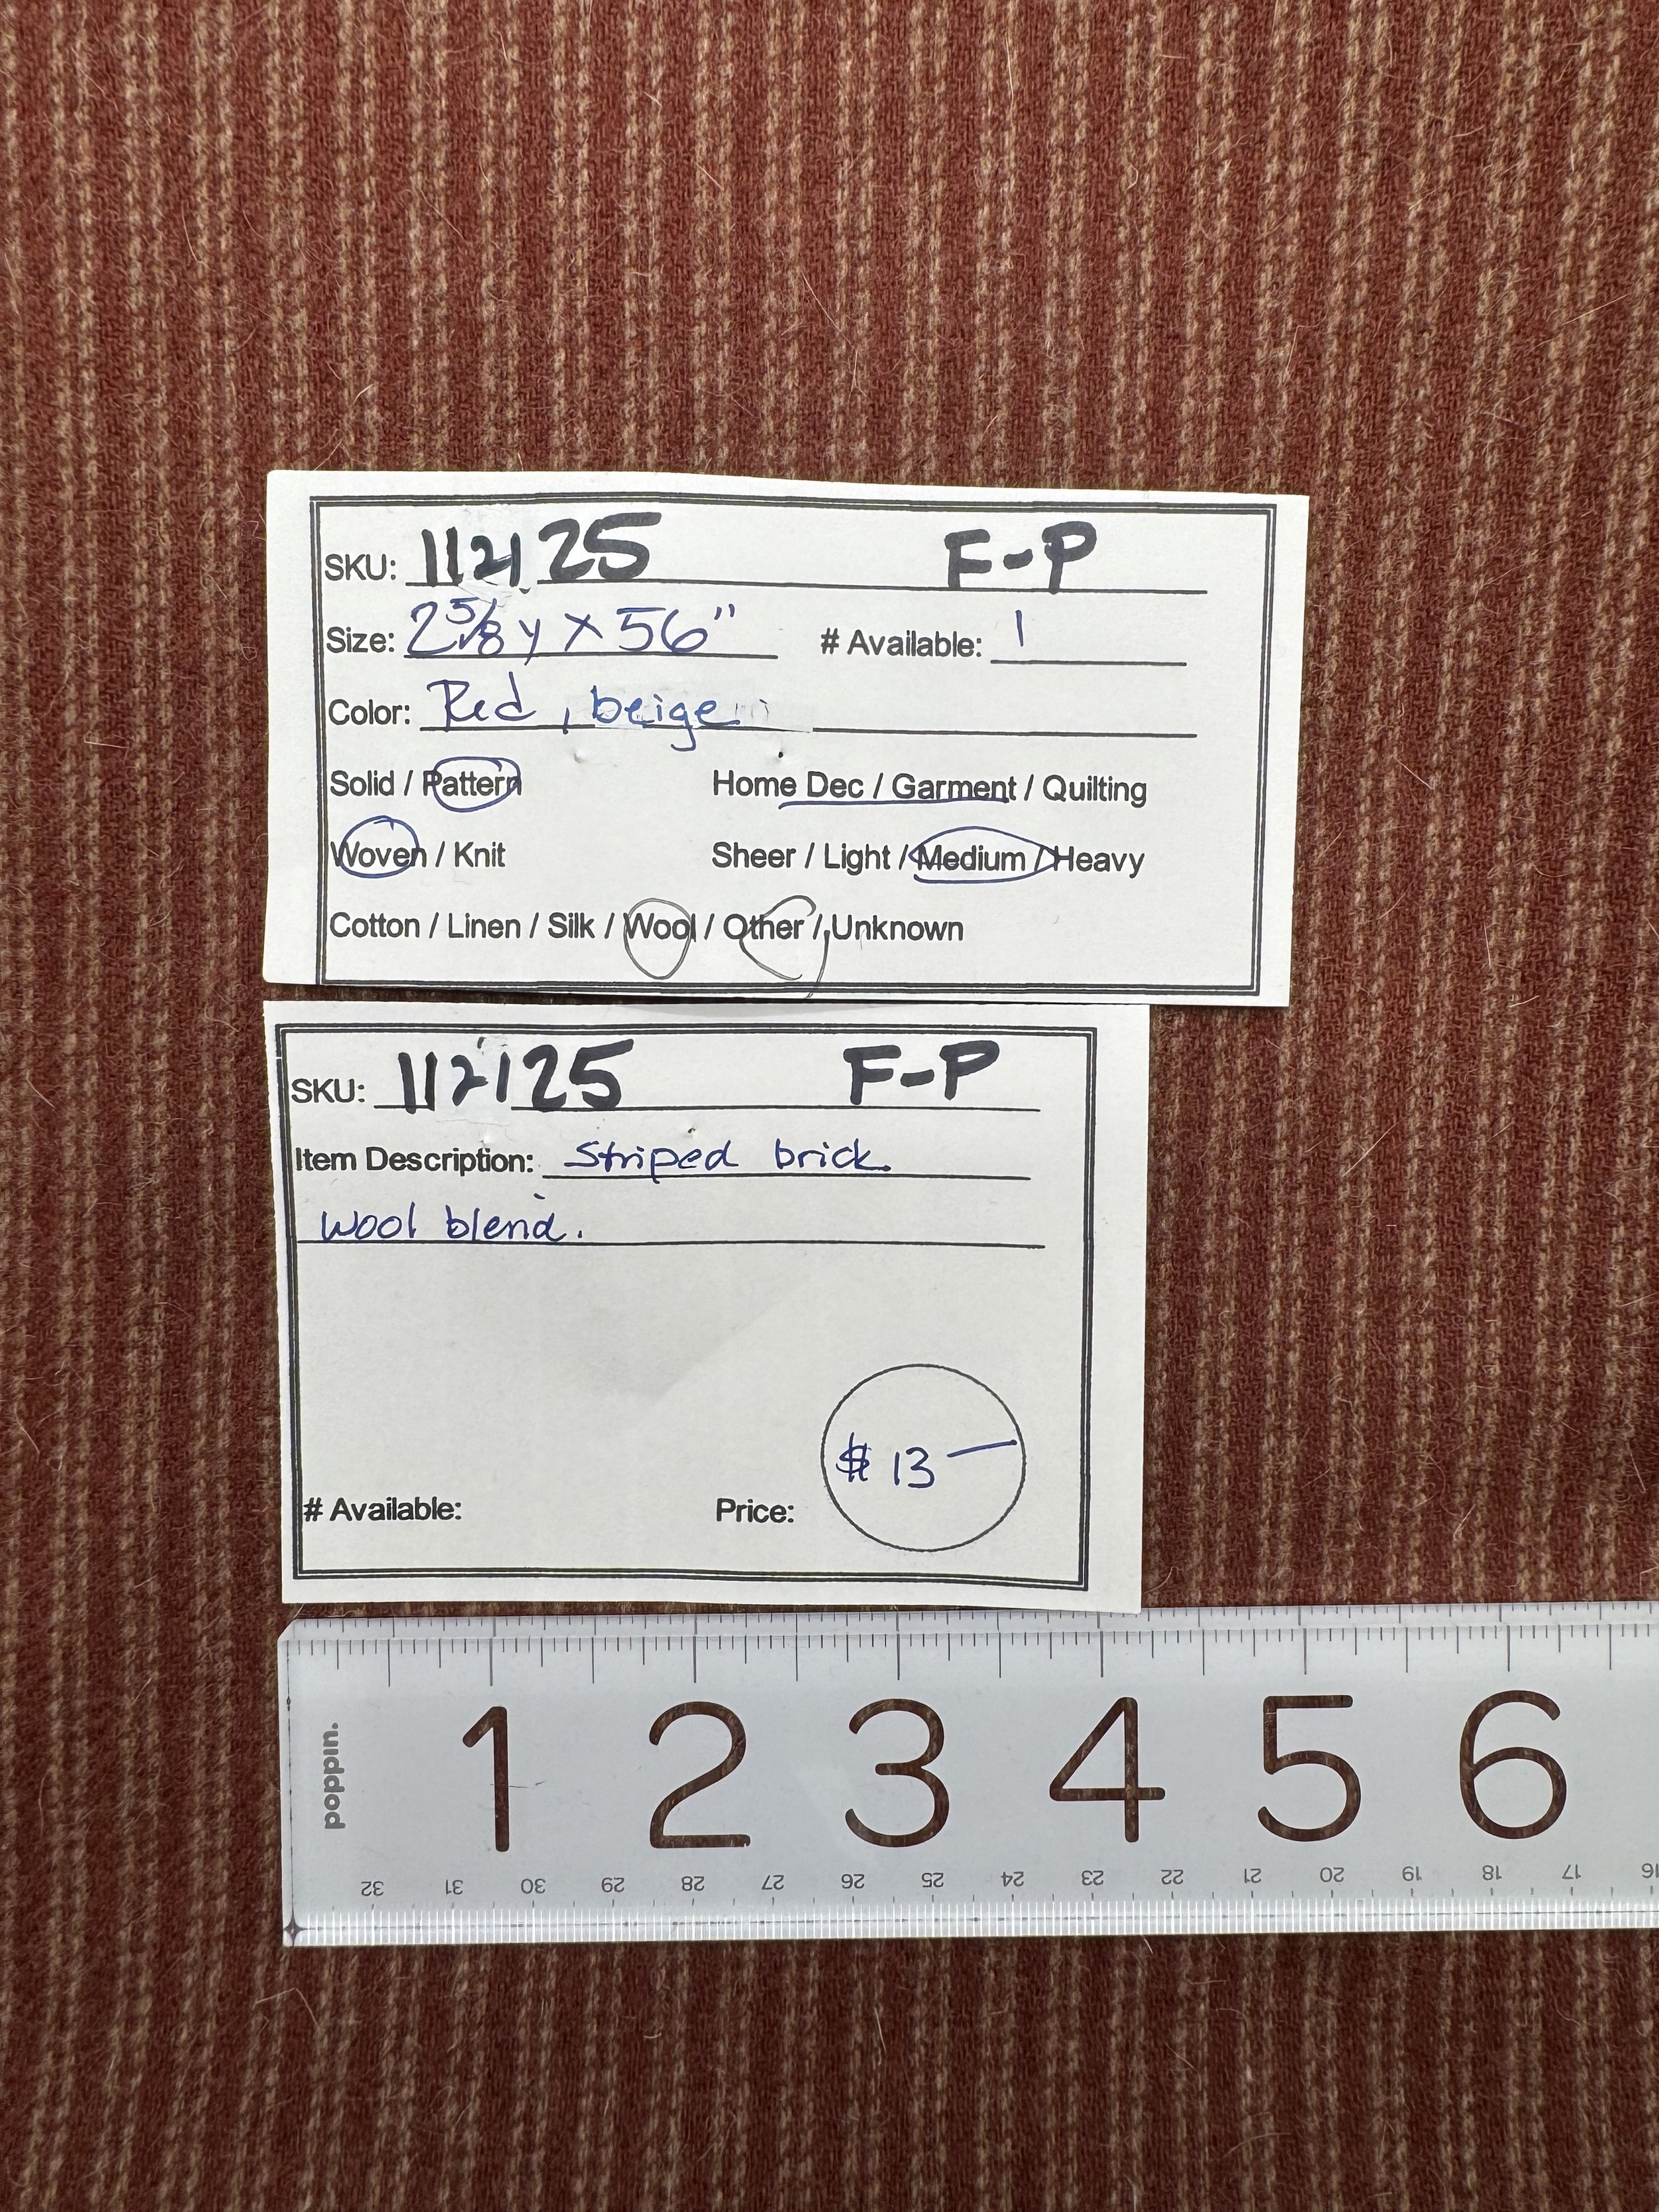 SKU: 112125 F-P
Size: 2 5/8 y x 56" # Available: 1
Color: Red, beige
Solid / Pattern Home Dec / Garment / Quilting
Woven / Knit Sheer / Light / Medium / Heavy
Cotton / Linen / Silk / Wool / Other / Unknown
SKU: 112125 F-P
Item Description: Striped brick
wool blend.
# Available: Price: $ 13 —
poppin.
1 2 3 4 5 6
32 31 30 29 28 27 26 25 24 23 22 21 20 19 18 17 16